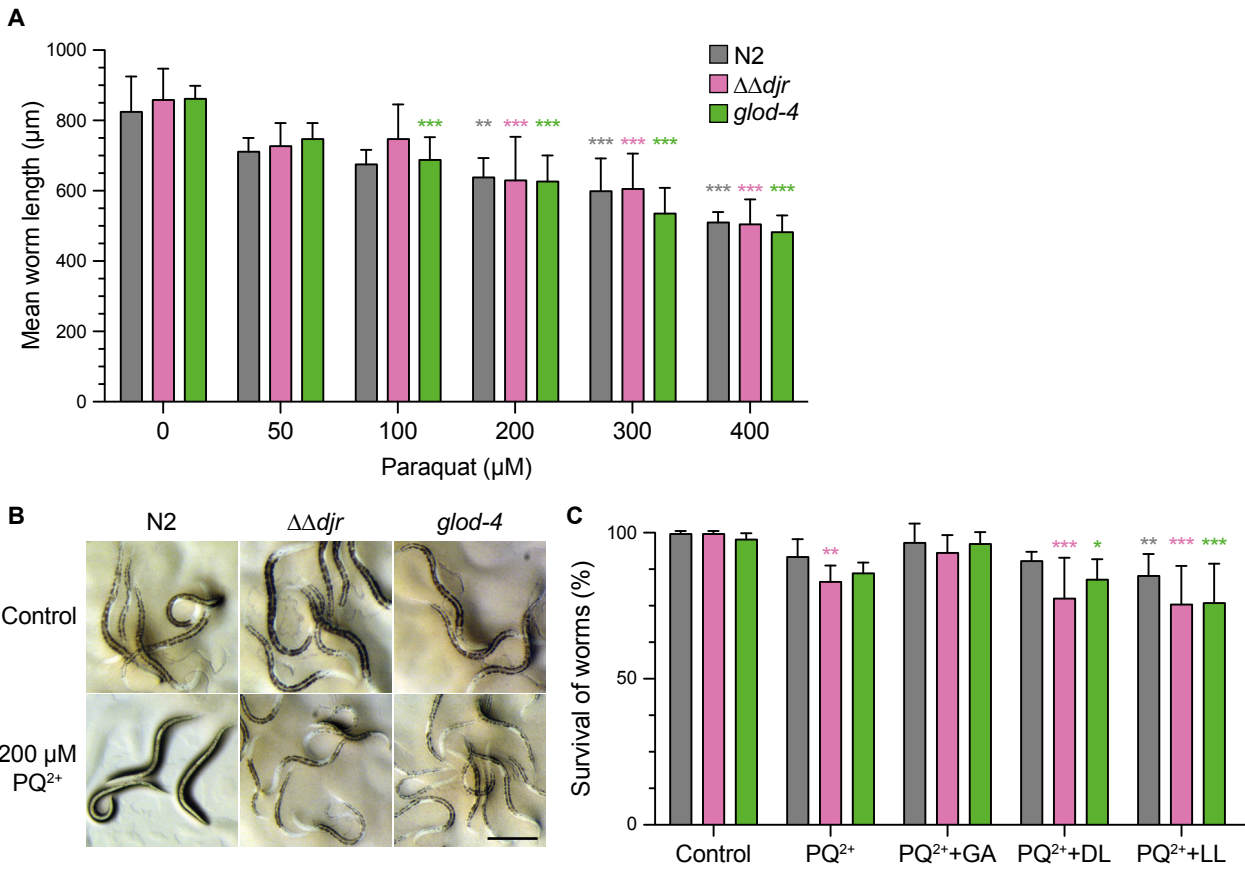 A
1000
800
600
400
200
0
Mean worm length (µm)
N2
ΔΔdjr
glod-4
***
** *** ***
*** *** ***
*** *** ***
0 50 100 200 300 400
Paraquat (µM)
B
N2 ΔΔdjr glod-4
Control
200 µM
PQ²⁺
C
100
50
0
Survival of worms (%)
**
*** *
** *** ***
Control PQ²⁺ PQ²⁺+GA PQ²⁺+DL PQ²⁺+LL